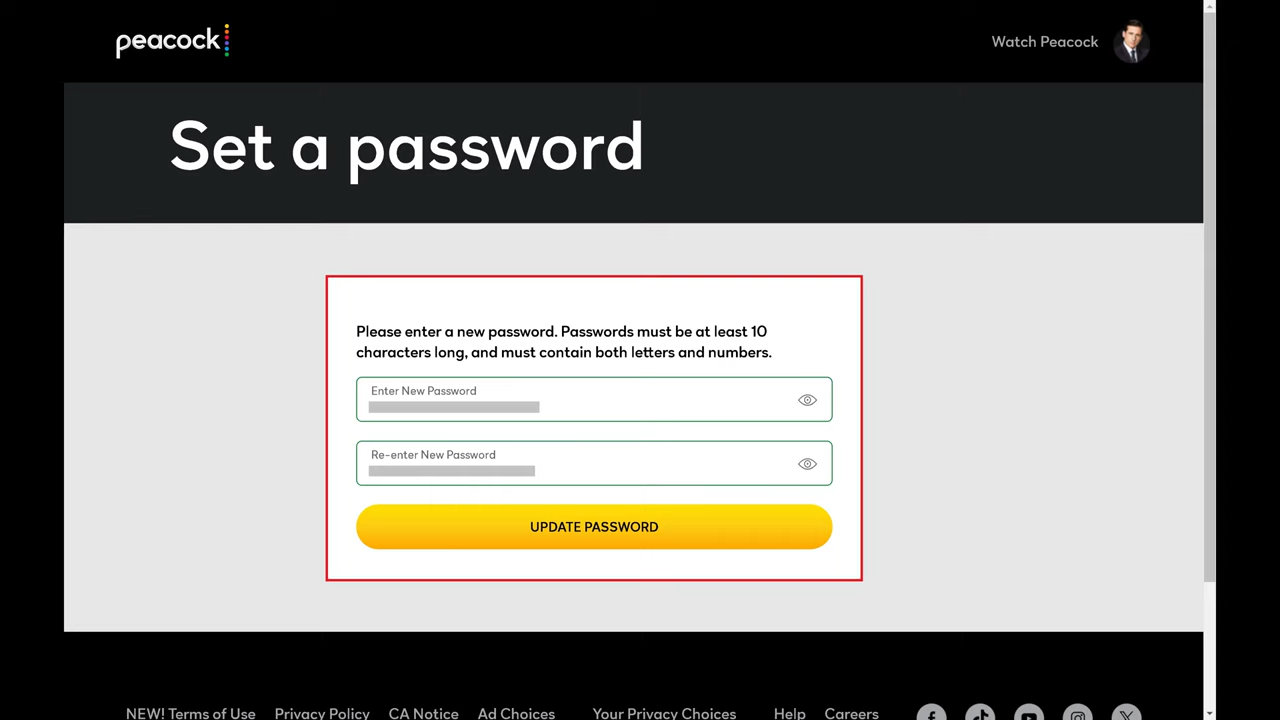 peacock
Watch Peacock
Set a password
Please enter a new password. Passwords must be at least 10
characters long, and must contain both letters and numbers.
Enter New Password
Re-enter New Password
UPDATE PASSWORD
NEW! Terms of Use Privacy Policy CA Notice Ad Choices Your Privacy Choices Help Careers